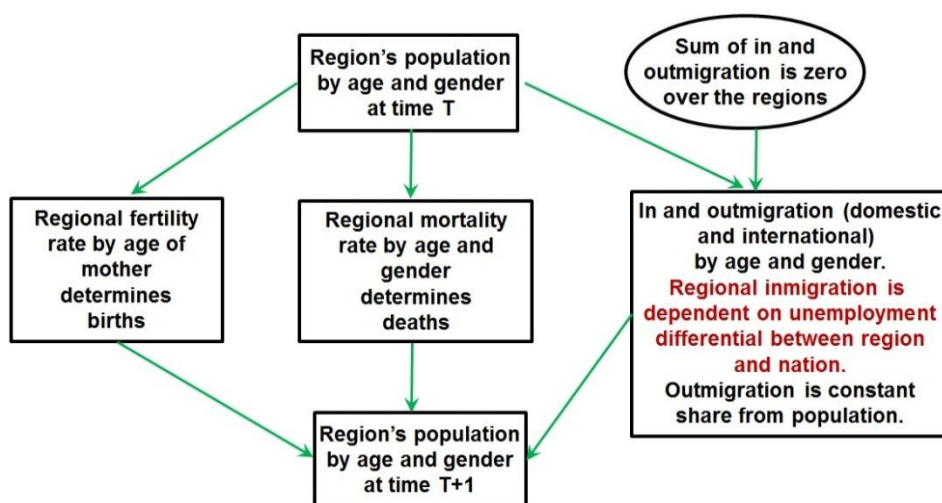 Region's population
by age and gender
at time T
Sum of in and
outmigration is zero
over the regions
Regional fertility
rate by age of
mother
determines
births
Regional mortality
rate by age and
gender
determines
deaths
In and outmigration (domestic
and international)
by age and gender.
Regional inmigration is
dependent on unemployment
differential between region
and nation.
Outmigration is constant
share from population.
Region's population
by age and gender
at time T+1